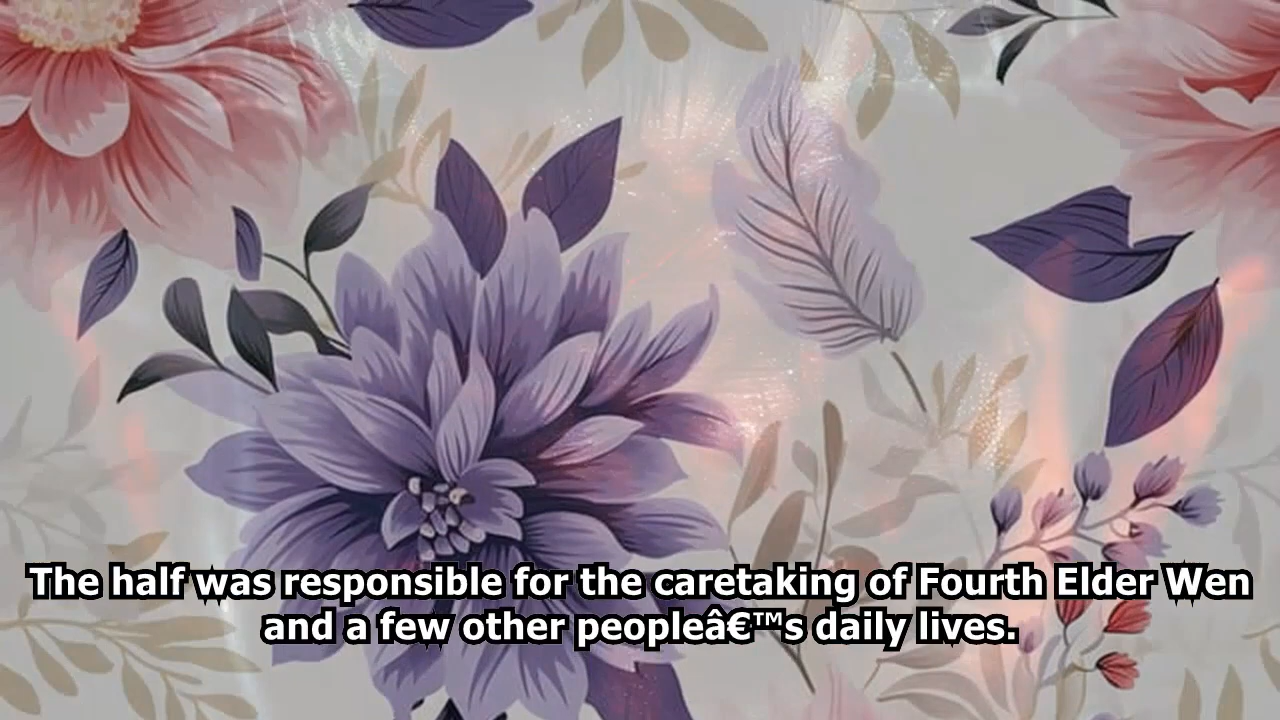 The half was responsible for the caretaking of Fourth Elder Wen
and a few other peopleâ€™s daily lives.